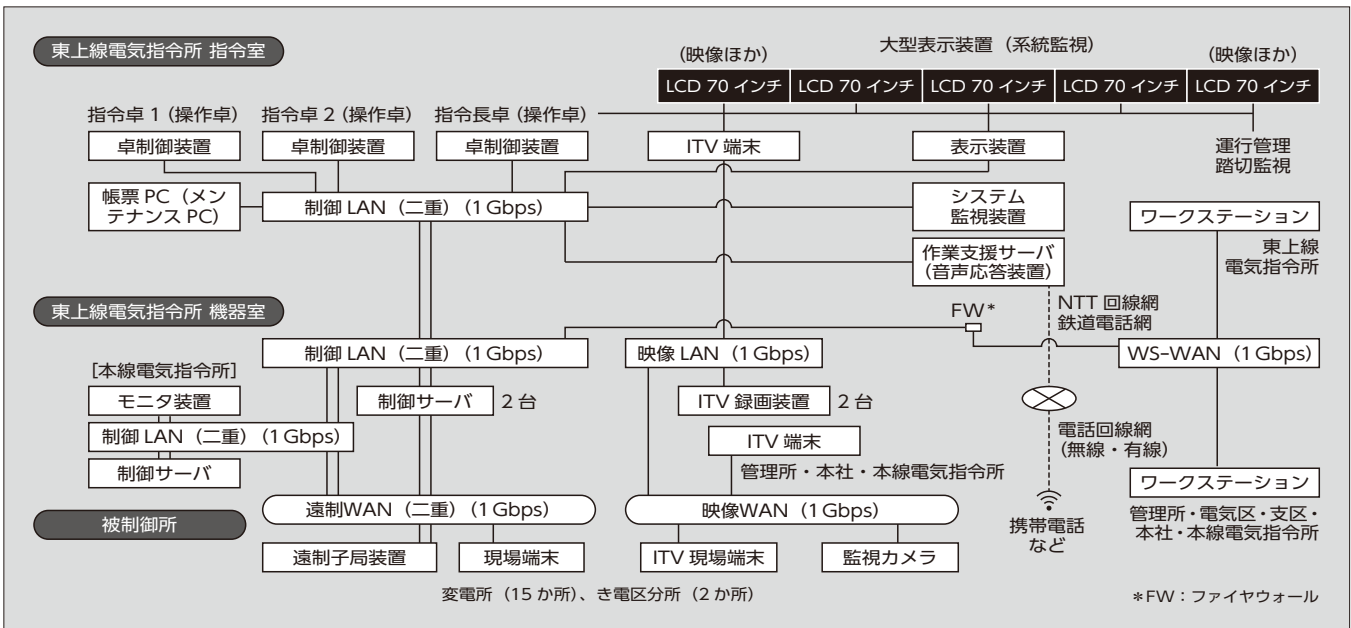 東上線電気指令所 指令室
(映像ほか)
大型表示装置（系統監視）
(映像ほか)
LCD 70 インチ
LCD 70 インチ
LCD 70 インチ
LCD 70 インチ
LCD 70 インチ
指令卓 1 (操作卓)
指令卓 2 (操作卓)
指令長卓 (操作卓)
卓制御装置
卓制御装置
卓制御装置
ITV 端末
表示装置
運行管理
踏切監視
帳票 PC（メン
テナンス PC）
制御 LAN（二重）(1 Gbps)
システム
監視装置
ワークステーション
東上線
電気指令所
作業支援サーバ
(音声応答装置)
東上線電気指令所 機器室
FW*
NTT 回線網
鉄道電話網
制御 LAN（二重）(1 Gbps)
映像 LAN（1 Gbps）
WS-WAN（1 Gbps）
[本線電気指令所]
モニタ装置
制御サーバ
2 台
ITV 録画装置
2 台
制御 LAN（二重）(1 Gbps)
ITV 端末
電話回線網
(無線・有線)
制御サーバ
管理所・本社・本線電気指令所
ワークステーション
被制御所
遠制WAN（二重）(1 Gbps)
映像WAN（1 Gbps）
管理所・電気区・支区・
本社・本線電気指令所
携帯電話
など
遠制子局装置
現場端末
ITV 現場端末
監視カメラ
変電所（15 か所）、き電区分所（2 か所）
*FW：ファイヤウォール